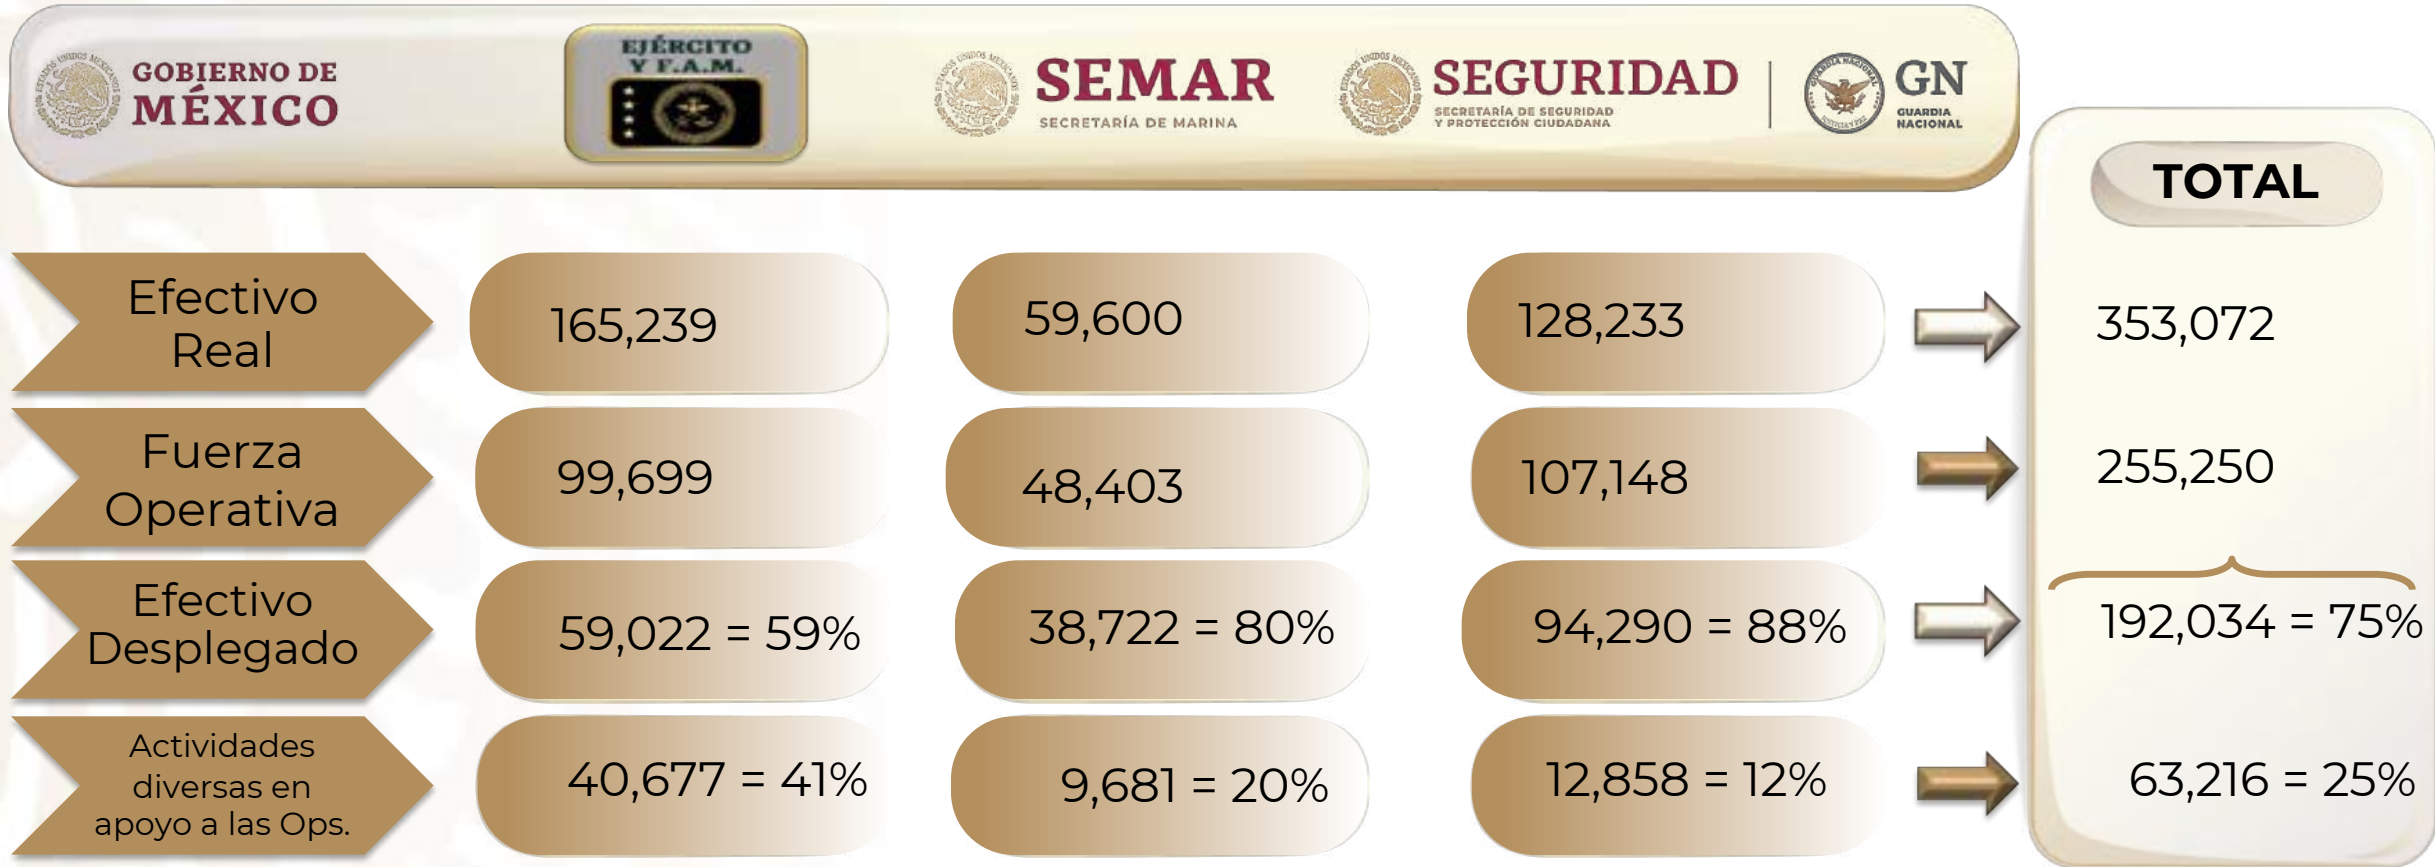 GOBIERNO DE
MÉXICO
EJÉRCITO
Y F.A.M.
SEMAR
SECRETARÍA DE MARINA
SEGURIDAD
SECRETARÍA DE SEGURIDAD
Y PROTECCIÓN CIUDADANA
GN
GUARDIA
NACIONAL
TOTAL
Efectivo
Real
165,239
59,600
128,233
353,072
Fuerza
Operativa
99,699
48,403
107,148
255,250
Efectivo
Desplegado
59,022 = 59%
38,722 = 80%
94,290 = 88%
192,034 = 75%
Actividades
diversas en
apoyo a las Ops.
40,677 = 41%
9,681 = 20%
12,858 = 12%
63,216 = 25%